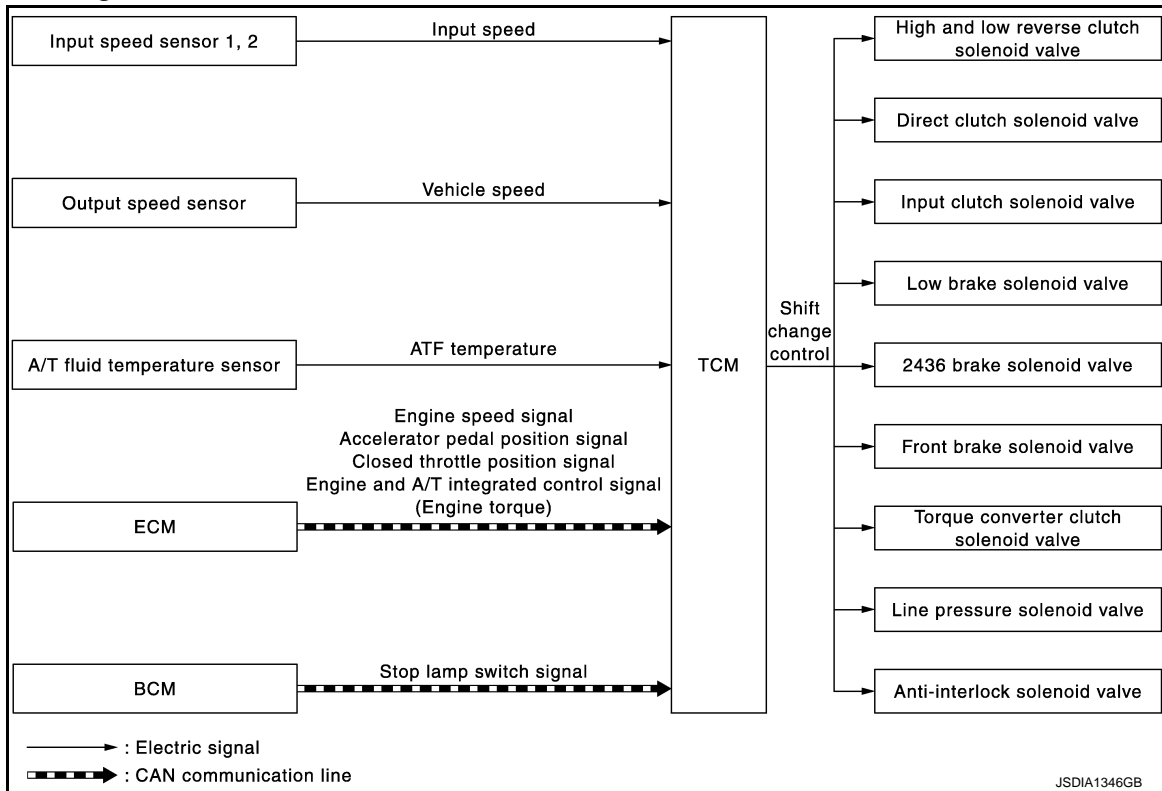 Input speed sensor 1, 2
Input speed
Output speed sensor
Vehicle speed
A/T fluid temperature sensor
ATF temperature
Engine speed signal
Accelerator pedal position signal
Closed throttle position signal
Engine and A/T integrated control signal
(Engine torque)
ECM
BCM
Stop lamp switch signal
TCM
Shift
change
control
High and low reverse clutch
solenoid valve
Direct clutch solenoid valve
Input clutch solenoid valve
Low brake solenoid valve
2436 brake solenoid valve
Front brake solenoid valve
Torque converter clutch
solenoid valve
Line pressure solenoid valve
Anti-interlock solenoid valve
: Electric signal
: CAN communication line
JSDIA1346GB